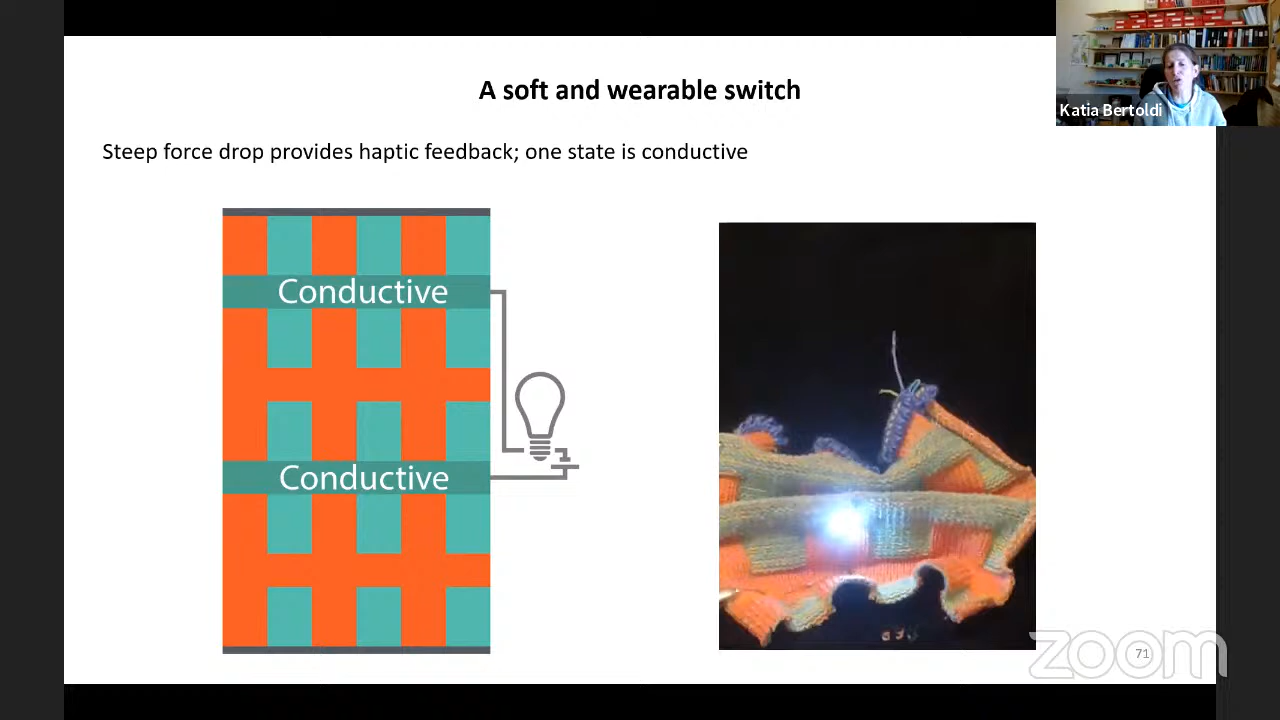 A soft and wearable switch
Katia Bertoldi
Steep force drop provides haptic feedback; one state is conductive
Conductive
Conductive
zoom
71